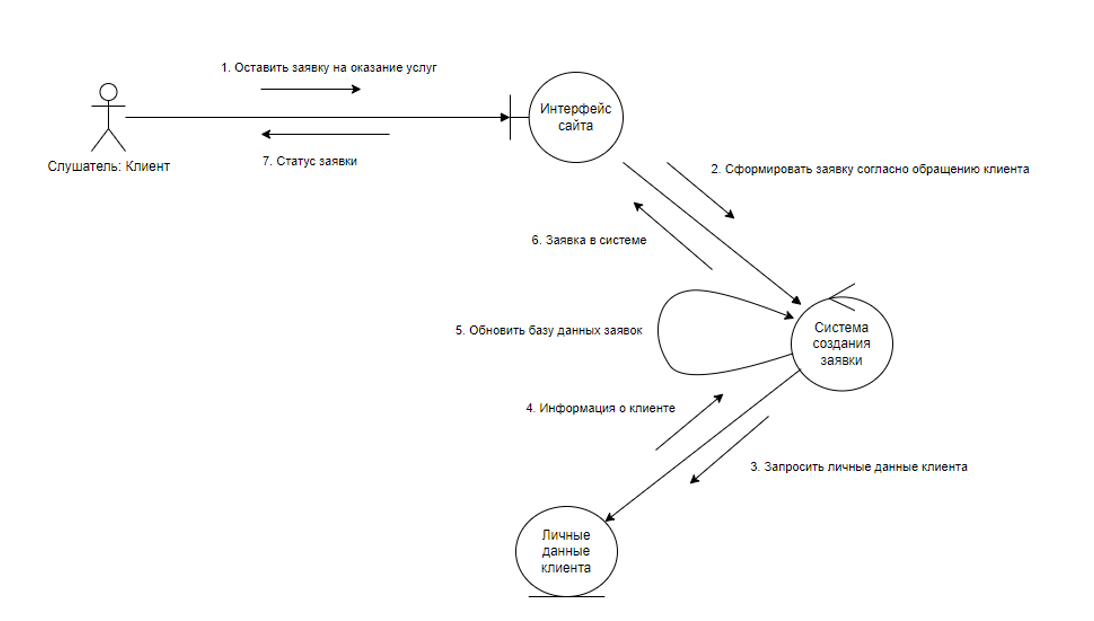 1. Оставить заявку на оказание услуг
Слушатель: Клиент
7. Статус заявки
Интерфейс
сайта
2. Сформировать заявку согласно обращению клиента
6. Заявка в системе
5. Обновить базу данных заявок
Система
создания
заявки
4. Информация о клиенте
3. Запросить личные данные клиента
Личные
данные
клиента